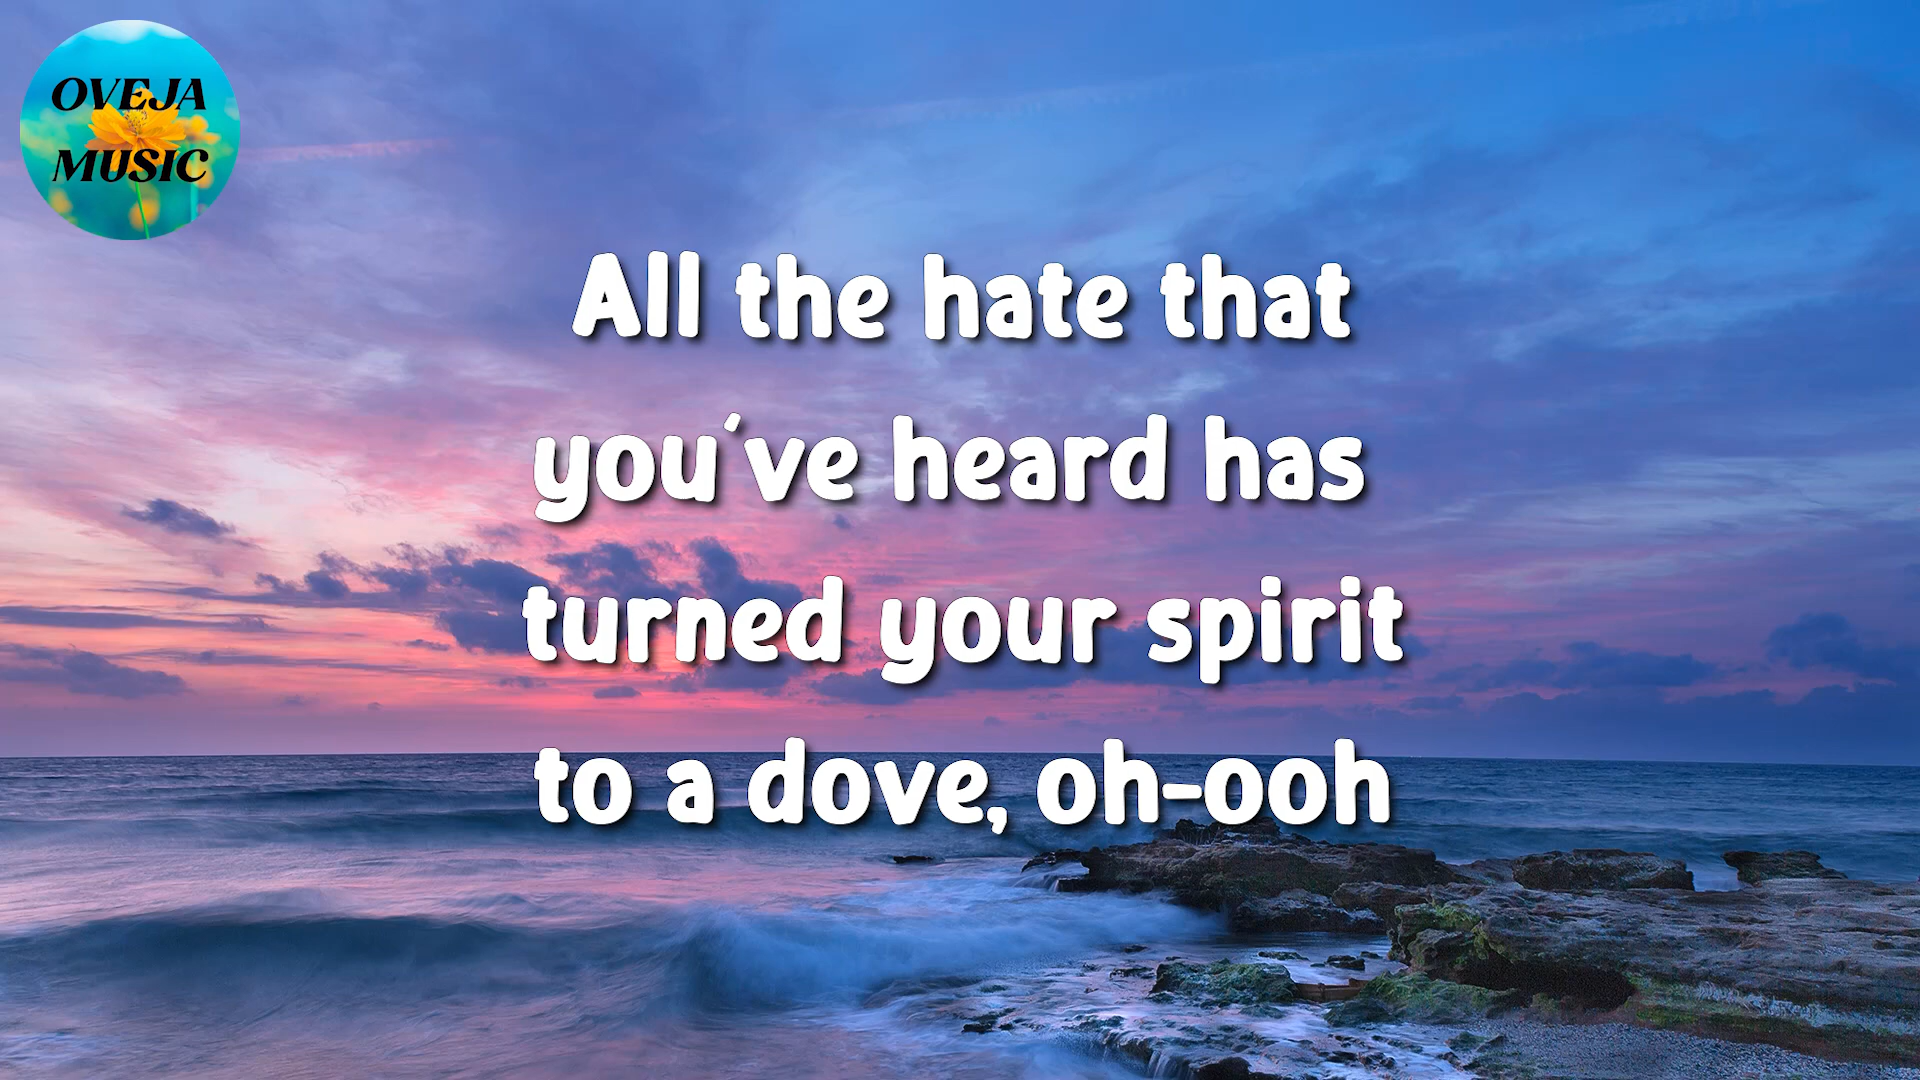 OVEJA
MUSIC
All the hate that
you've heard has
turned your spirit
to a dove, oh-ooh